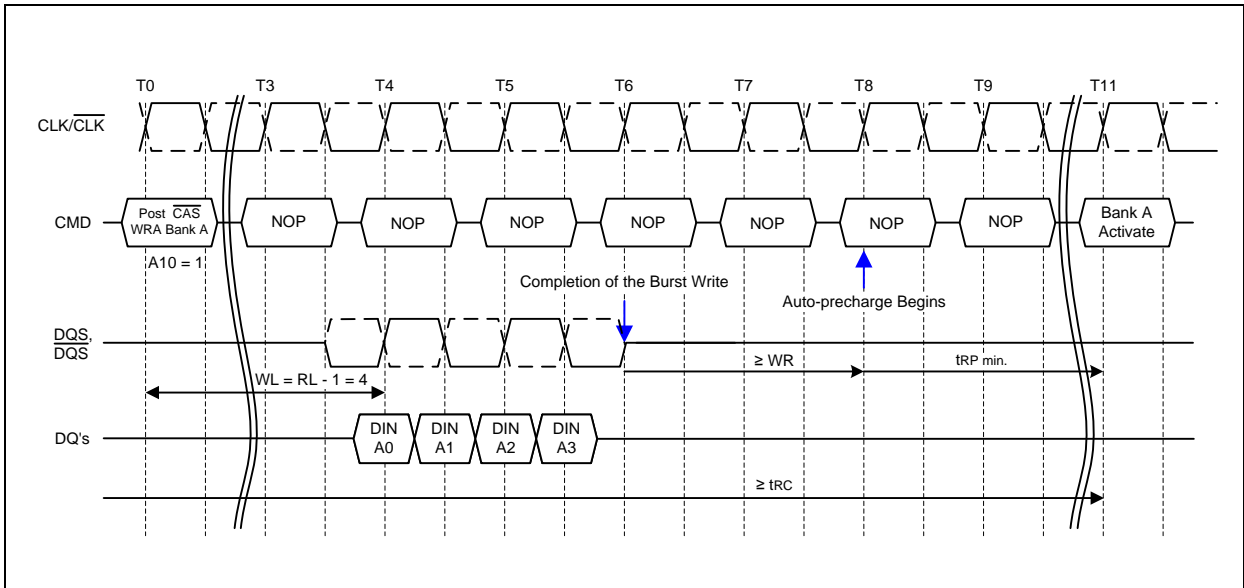 T0 T3 T4 T5 T6 T7 T8 T9 T11
CLK/CLK
CMD
Post CAS
WRA Bank A
NOP NOP NOP NOP NOP NOP NOP
Bank A
Activate
A10 = 1
Completion of the Burst Write
Auto-precharge Begins
DQS,
DQS
≥ WR
tRP min.
WL = RL - 1 = 4
DQ's
DIN
A0
DIN
A1
DIN
A2
DIN
A3
≥ tRC